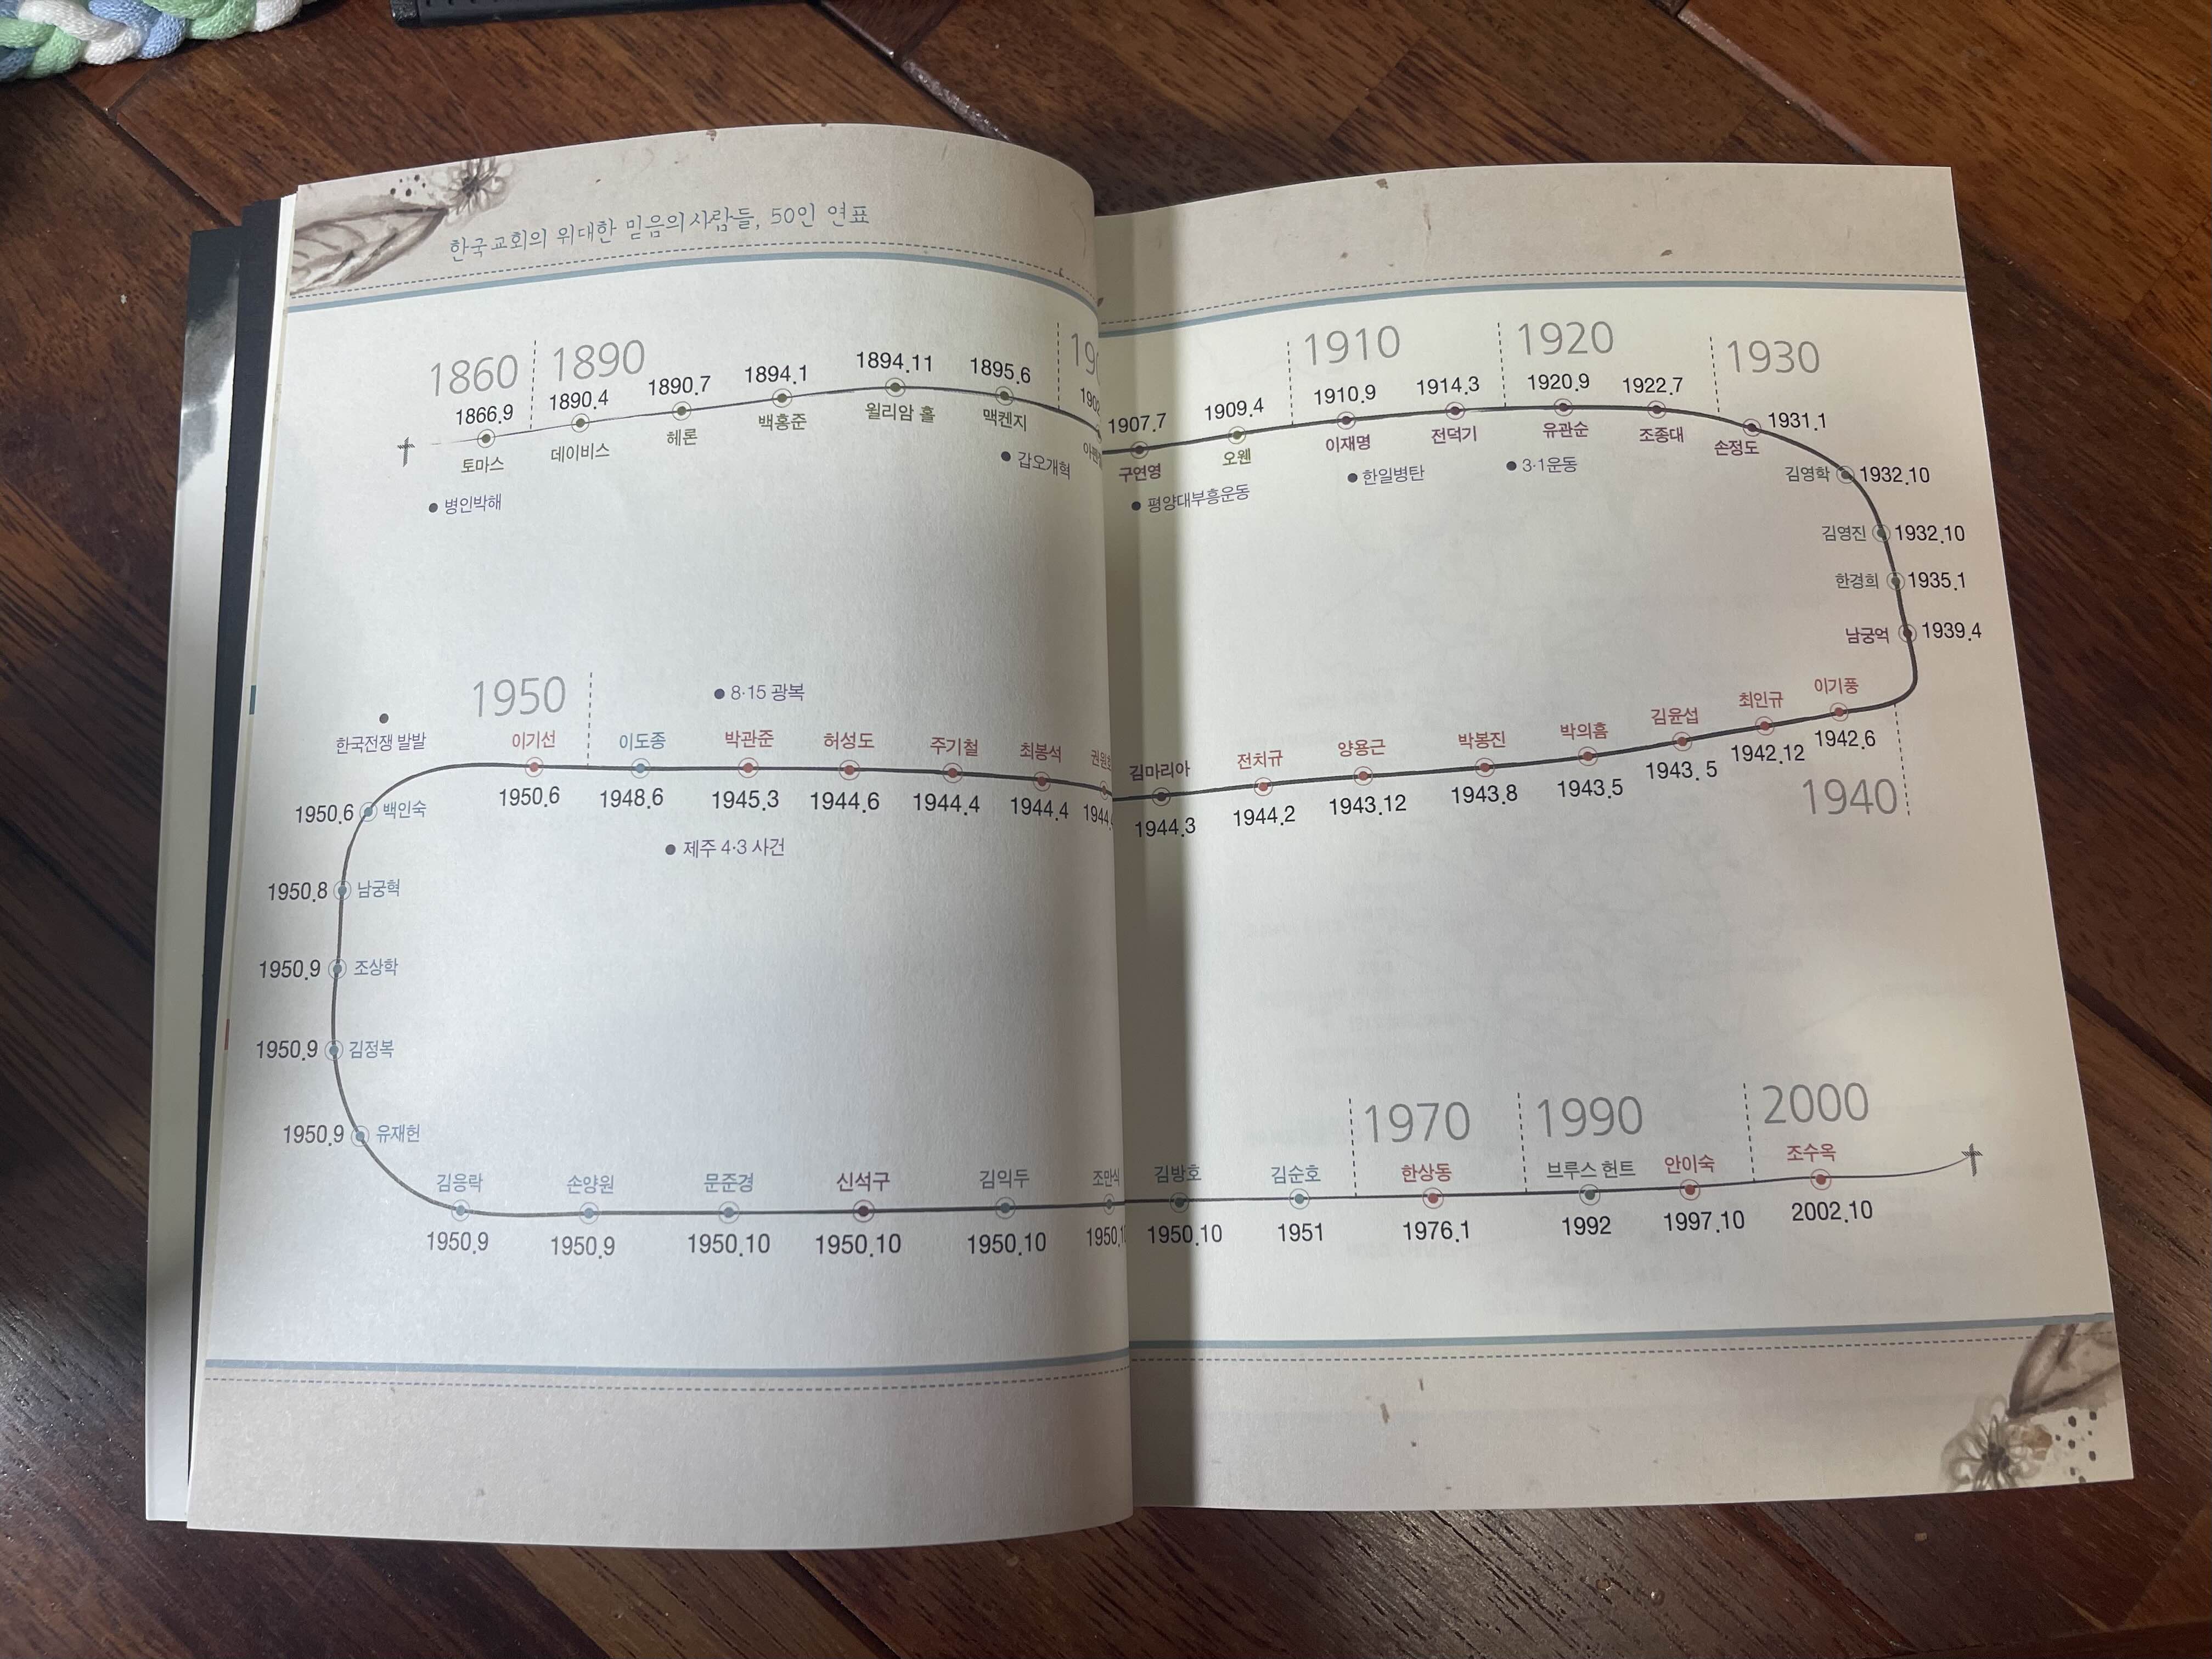 한국교회의 위대한 믿음의 사람들, 50인 연표
1860 1890
1866.9 1890.4 1890.7 1894.1 1894.11 1895.6
토마스 데이비스 헤론 백홍준 윌리암 홀 맥켄지
병인박해 갑오개혁
1910 1920 1930
1907.7 1909.4 1910.9 1914.3 1920.9 1922.7 1931.1
구연영 오웬 이재명 전덕기 유관순 조종대 손정도
평양대부흥운동 한일병탄 3·1운동
김영학 1932.10
김영진 1932.10
한경희 1935.1
남궁억 1939.4
이기풍 최인규 김윤섭 박의흠 박봉진 양용근 전치규 김마리아
1942.6 1942.12 1943.5 1943.5 1943.8 1943.12 1944.2 1944.3
1940
1950 8·15 광복
한국전쟁 발발 이기선 이도종 박관준 허성도 주기철 최봉석
1950.6 1948.6 1945.3 1944.6 1944.4 1944.4
제주 4·3 사건
1950.6 백인숙
1950.8 남궁혁
1950.9 조상학
1950.9 김정복
1950.9 유재헌
김응락 손양원 문준경 신석구 김익두 조만식
1950.9 1950.9 1950.10 1950.10 1950.10
1970 1990 2000
김방호 김순호 한상동 브루스 헌트 안이숙 조수옥
1950.10 1951 1976.1 1992 1997.10 2002.10